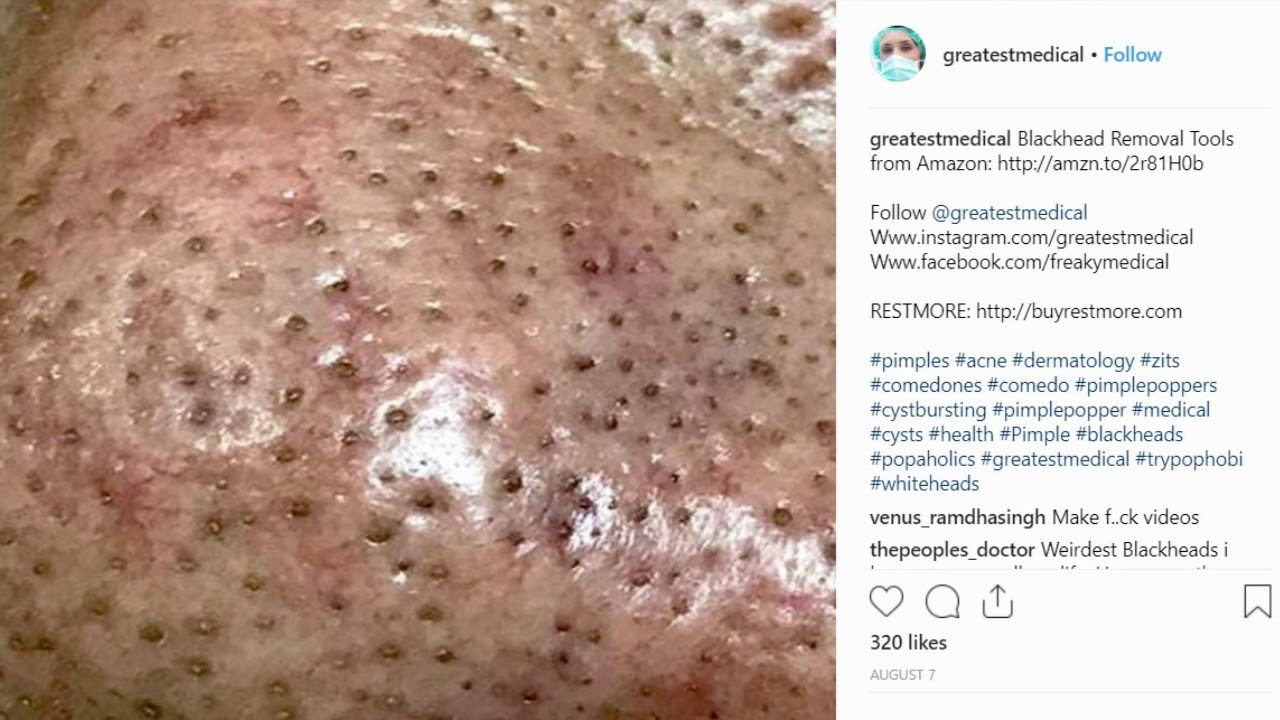 greatestmedical • Follow
greatestmedical Blackhead Removal Tools
from Amazon: http://amzn.to/2r81H0b
Follow @greatestmedical
Www.instagram.com/greatestmedical
Www.facebook.com/freakymedical
RESTMORE: http://buyrestmore.com
#pimples #acne #dermatology #zits
#comedones #comedo #pimplepoppers
#cystbursting #pimplepopper #medical
#cysts #health #Pimple #blackheads
#popaholics #greatestmedical #trypophobi
#whiteheads
venus_ramdhasingh Make f..ck videos
thepeoples_doctor Weirdest Blackheads i
320 likes
AUGUST 7